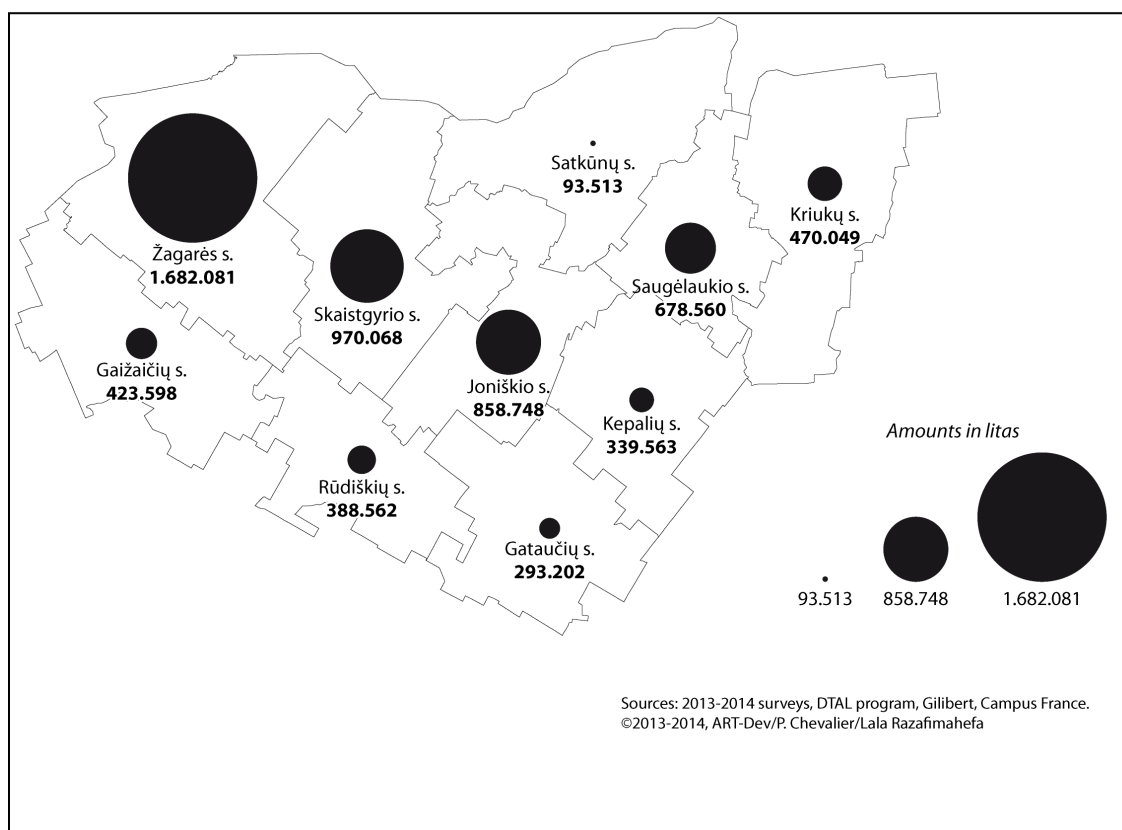 Satkūnų s.
93.513
Kriukų s.
470.049
Žagarės s.
1.682.081
Saugėlaukio s.
678.560
Skaistgyrio s.
970.068
Gaižaičių s.
423.598
Joniškio s.
858.748
Kepalių s.
339.563
Amounts in litas
Rūdiškių s.
388.562
Gataučių s.
293.202
93.513 858.748 1.682.081
Sources: 2013-2014 surveys, DTAL program, Gilibert, Campus France.
©2013-2014, ART-Dev/P. Chevalier/Lala Razafimahefa